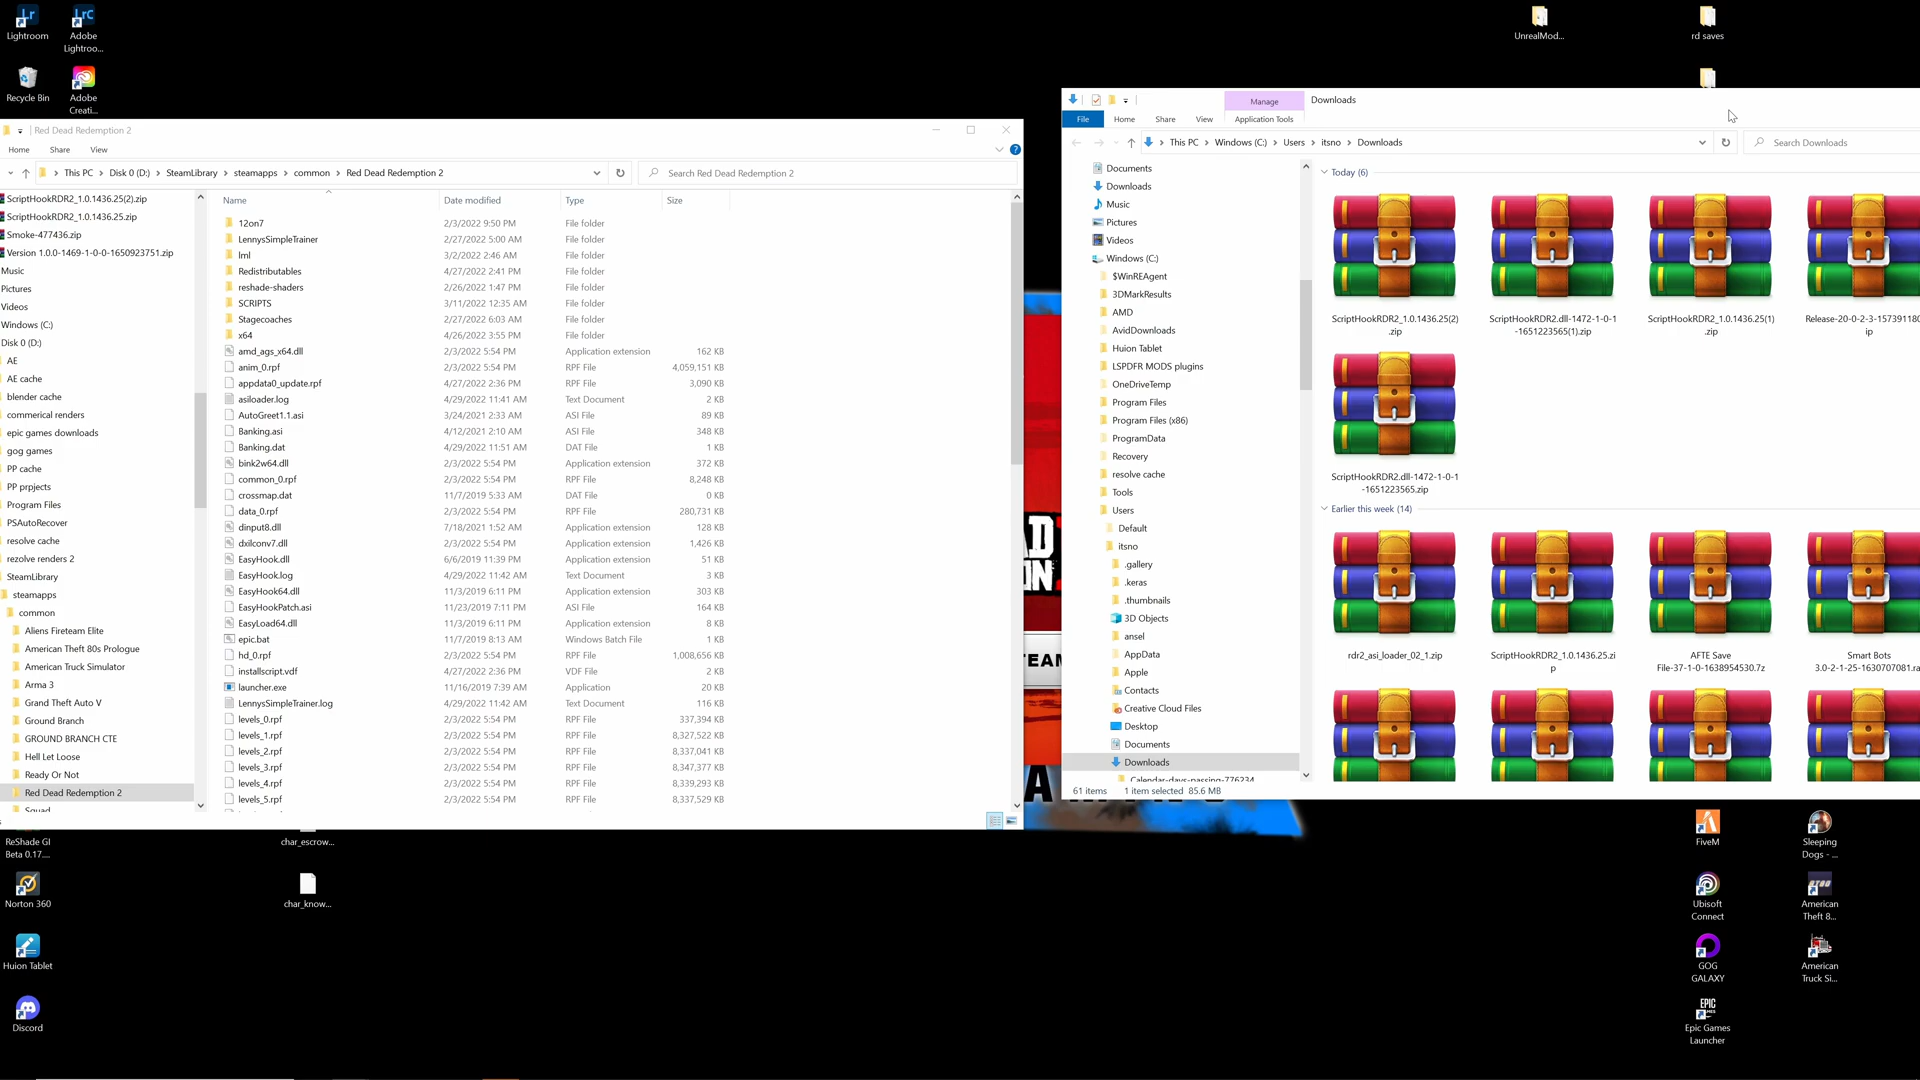 Lightroom
Adobe
Lightroo...
Recycle Bin
Adobe
Creati...
UnrealMod...
rd saves
Red Dead Redemption 2
Home
Share
View
This PC
Disk 0 (D:)
SteamLibrary
steamapps
common
Red Dead Redemption 2
Search Red Dead Redemption 2
ScriptHookRDR2_1.0.1436.25(2).zip
ScriptHookRDR2_1.0.1436.25.zip
Smoke-477436.zip
Version 1.0.0-1469-1-0-0-1650923751.zip
Music
Pictures
Videos
Windows (C:)
Disk 0 (D:)
AE
AE cache
blender cache
commerical renders
epic games downloads
gog games
PP cache
PP prjects
Program Files
PSAutoRecover
resolve cache
rezolve renders 2
SteamLibrary
steamapps
common
Aliens Fireteam Elite
American Theft 80s Prologue
American Truck Simulator
Arma 3
Grand Theft Auto V
Ground Branch
GROUND BRANCH CTE
Hell Let Loose
Ready Or Not
Red Dead Redemption 2
Squad
Name Date modified Type Size
12on7 2/3/2022 9:50 PM File folder
LennysSimpleTrainer 2/27/2022 5:00 AM File folder
lml 3/2/2022 2:46 AM File folder
Redistributables 4/27/2022 2:41 PM File folder
reshade-shaders 2/26/2022 1:47 PM File folder
SCRIPTS 3/11/2022 12:35 AM File folder
Stagecoaches 2/27/2022 6:03 AM File folder
x64 4/26/2022 3:55 PM File folder
amd_ags_x64.dll 2/3/2022 5:54 PM Application extension 162 KB
anim_0.rpf 2/3/2022 5:54 PM RPF File 4,059,151 KB
appdata0_update.rpf 4/27/2022 2:36 PM RPF File 3,090 KB
asiloader.log 4/29/2022 11:41 AM Text Document 2 KB
AutoGreet1.1.asi 3/24/2021 2:33 AM ASI File 89 KB
Banking.asi 4/12/2021 2:10 AM ASI File 348 KB
Banking.dat 4/29/2022 11:51 AM DAT File 1 KB
bink2w64.dll 2/3/2022 5:54 PM Application extension 372 KB
common_0.rpf 2/3/2022 5:54 PM RPF File 8,248 KB
crossmap.dat 11/7/2019 5:33 AM DAT File 0 KB
data_0.rpf 2/3/2022 5:54 PM RPF File 280,731 KB
dinput8.dll 7/18/2021 1:52 AM Application extension 128 KB
dxilconv7.dll 2/3/2022 5:54 PM Application extension 1,426 KB
EasyHook.dll 6/6/2019 11:39 PM Application extension 51 KB
EasyHook.log 4/29/2022 11:42 AM Text Document 3 KB
EasyHook64.dll 11/3/2019 6:11 PM Application extension 303 KB
EasyHookPatch.asi 11/23/2019 7:11 PM ASI File 164 KB
EasyLoad64.dll 11/3/2019 6:11 PM Application extension 8 KB
epic.bat 11/7/2019 8:13 AM Windows Batch File 1 KB
hd_0.rpf 2/3/2022 5:54 PM RPF File 1,008,656 KB
installscript.vdf 4/27/2022 2:36 PM VDF File 2 KB
launcher.exe 11/16/2019 7:39 AM Application 20 KB
LennysSimpleTrainer.log 4/29/2022 11:42 AM Text Document 116 KB
levels_0.rpf 2/3/2022 5:54 PM RPF File 337,394 KB
levels_1.rpf 2/3/2022 5:54 PM RPF File 8,327,522 KB
levels_2.rpf 2/3/2022 5:54 PM RPF File 8,337,041 KB
levels_3.rpf 2/3/2022 5:54 PM RPF File 8,347,377 KB
levels_4.rpf 2/3/2022 5:54 PM RPF File 8,339,293 KB
levels_5.rpf 2/3/2022 5:54 PM RPF File 8,337,529 KB
Manage
Downloads
File
Home
Share
View
Application Tools
This PC
Windows (C:)
Users
itsno
Downloads
Search Downloads
Documents
Downloads
Music
Pictures
Videos
Windows (C:)
$WinREAgent
3DMarkResults
AMD
AvidDownloads
Huion Tablet
LSPDFR MODS plugins
OneDriveTemp
Program Files
Program Files (x86)
ProgramData
Recovery
resolve cache
Tools
Users
Default
itsno
.gallery
.keras
.thumbnails
3D Objects
ansel
AppData
Apple
Contacts
Creative Cloud Files
Desktop
Documents
Downloads
Calendar-days-passing-776234
Today (6)
ScriptHookRDR2_1.0.1436.25(2)
.zip
ScriptHookRDR2.dll-1472-1-0-1
-1651223565(1).zip
ScriptHookRDR2_1.0.1436.25(1)
.zip
Release-20-0-2-3-157391180
ip
ScriptHookRDR2.dll-1472-1-0-1
-1651223565.zip
Earlier this week (14)
rdr2_asi_loader_02_1.zip
ScriptHookRDR2_1.0.1436.25.zi
p
AFTE Save
File-37-1-0-1638954530.7z
Smart Bots
3.0-2-1-25-1630707081.ra
61 items
1 item selected 85.6 MB
ReShade GI
Beta 0.17....
Norton 360
Huion Tablet
Discord
char_escrow...
char_know...
FiveM
Sleeping
Dogs - ...
Ubisoft
Connect
American
Theft 8...
GOG
GALAXY
American
Truck Si...
EPIC
GAMES
Epic Games
Launcher